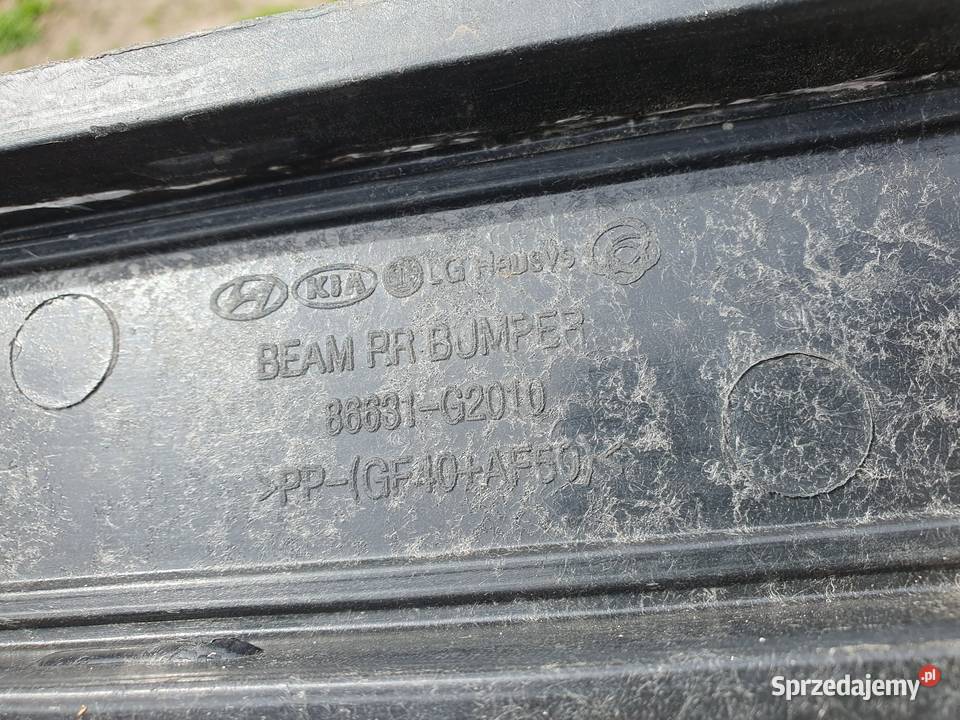 KIA LG Hausys
BEAM RR BUMPER
86631-G2010
>PP-(GF40+AF50)<
Sprzedajemy.pl